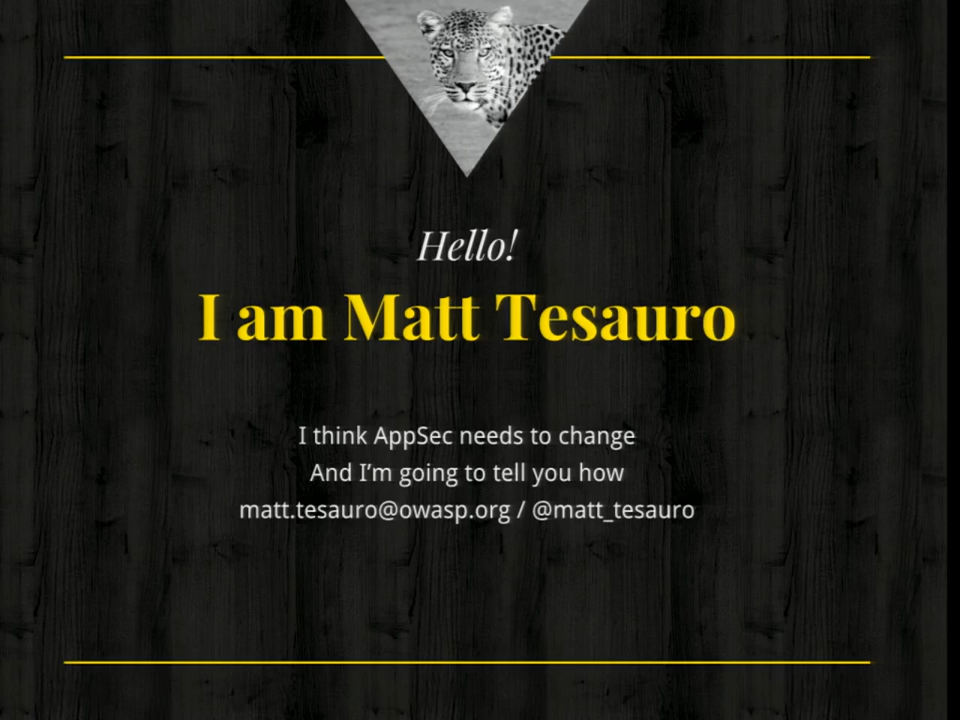 Hello!
I am Matt Tesauro
I think AppSec needs to change
And I’m going to tell you how
matt.tesauro@owasp.org / @matt_tesauro